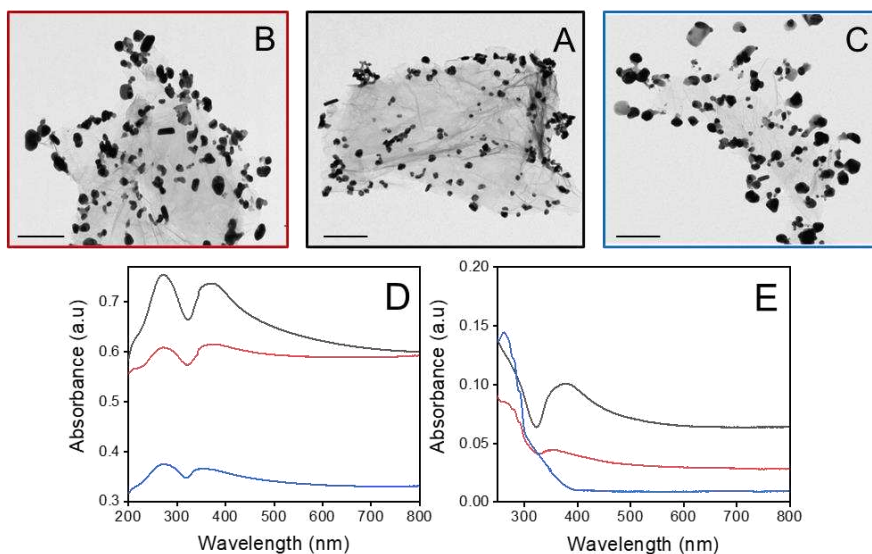 B
A
C
D
Absorbance (a.u)
0.7
0.6
0.5
0.4
0.3
200 300 400 500 600 700 800
Wavelength (nm)
E
Absorbance (a.u)
0.20
0.15
0.10
0.05
0.00
300 400 500 600 700 800
Wavelength (nm)